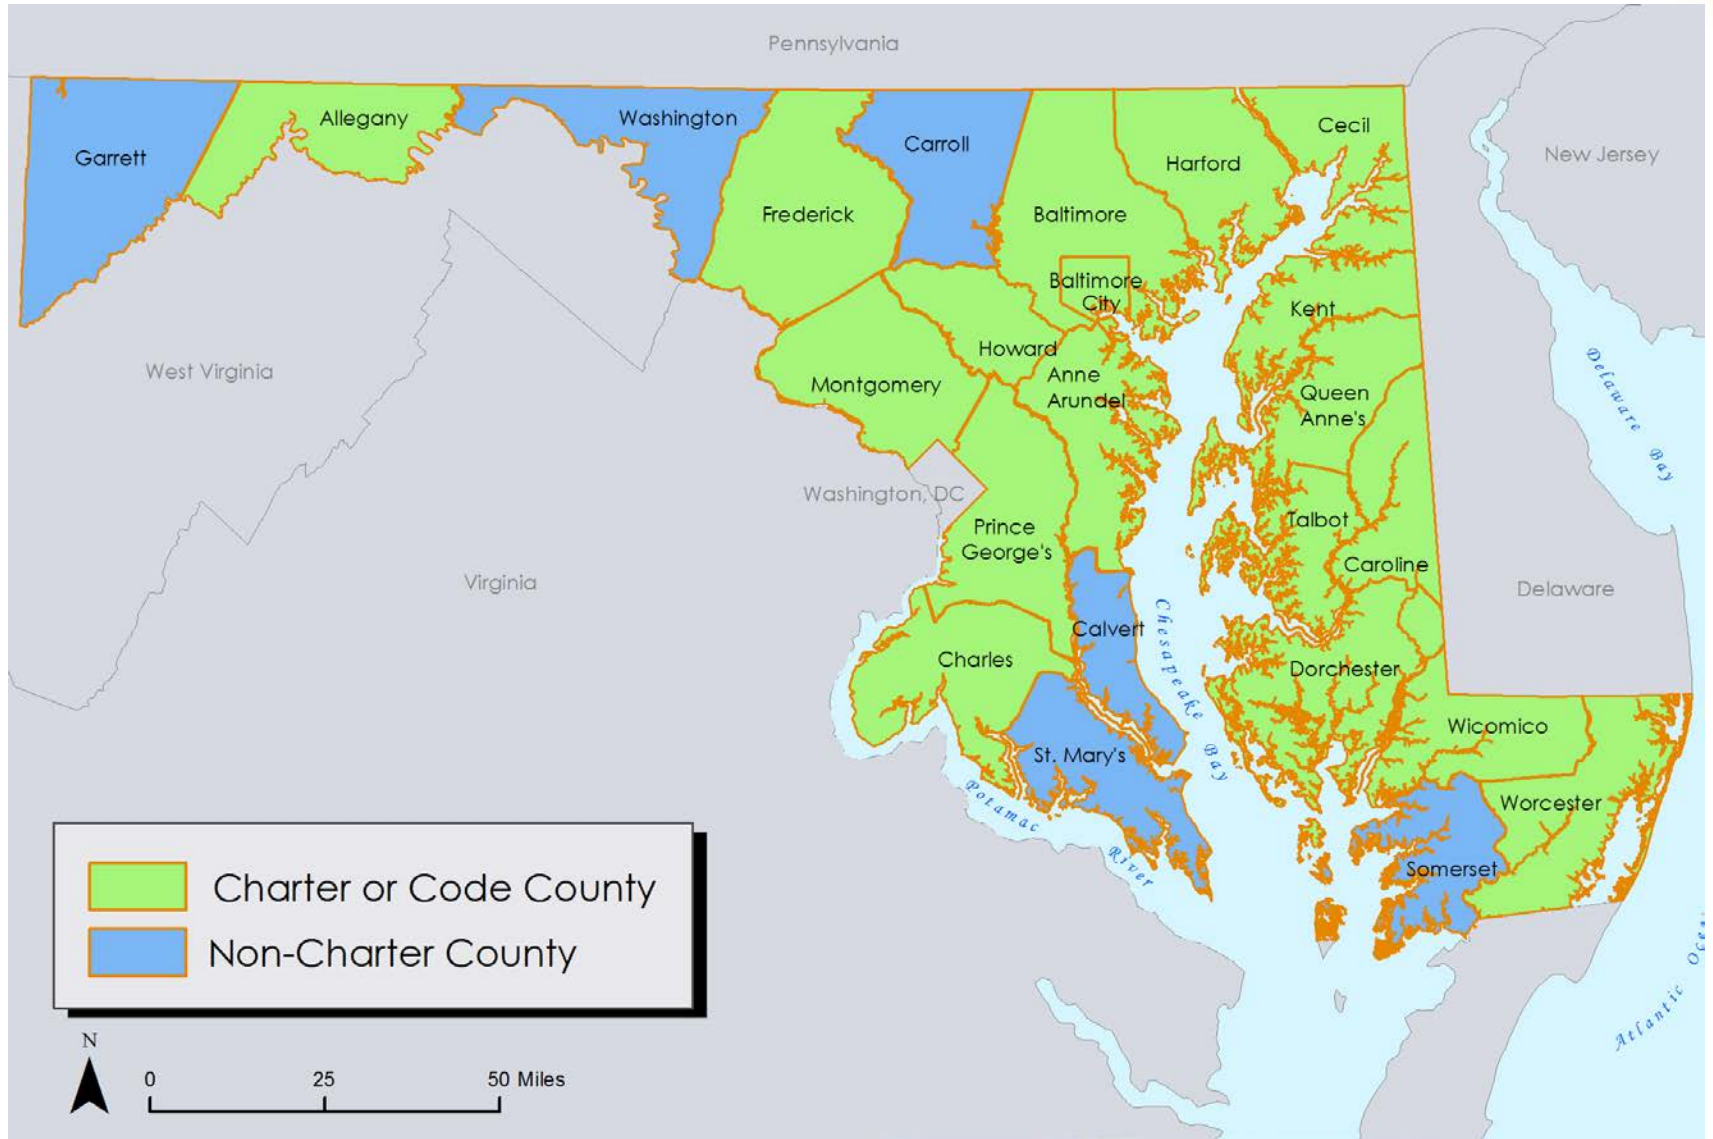 Pennsylvania
New Jersey
Garrett
Allegany
Washington
Frederick
Carroll
Baltimore
Harford
Cecil
Baltimore
City
Kent
Howard
Montgomery
Anne
Arundel
Queen
Anne's
West Virginia
Delaware Bay
Washington, DC
Prince
George's
Talbot
Caroline
Virginia
Delaware
Calvert
Charles
Chesapeake Bay
Dorchester
Wicomico
St. Mary's
Worcester
Potamac
River
Somerset
Atlantic Ocea
Charter or Code County
Non-Charter County
N
0 25 50 Miles